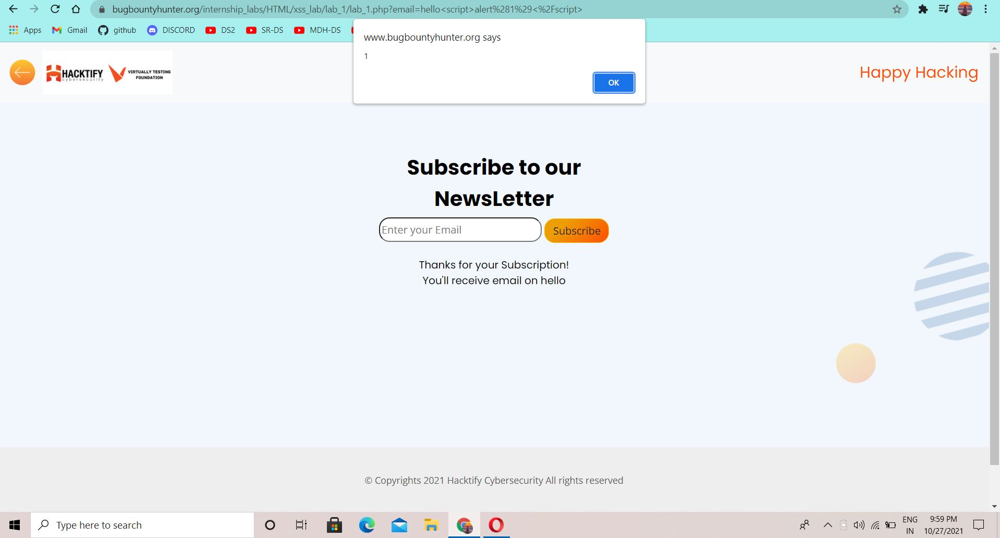 bugbountyhunter.org/internship_labs/HTML/xss_lab/lab_1/lab_1.php?email=hello<script>alert%281%29<%2Fscript>
Apps Gmail github DISCORD DS2 SR-DS MDH-DS
www.bugbountyhunter.org says
1
OK
HACKTIFY
cybersecurity
VIRTUALLY TESTING
FOUNDATION
Happy Hacking
Subscribe to our
NewsLetter
Enter your Email Subscribe
Thanks for your Subscription!
You'll receive email on hello
© Copyrights 2021 Hacktify Cybersecurity All rights reserved
Type here to search
ENG
IN
9:59 PM
10/27/2021